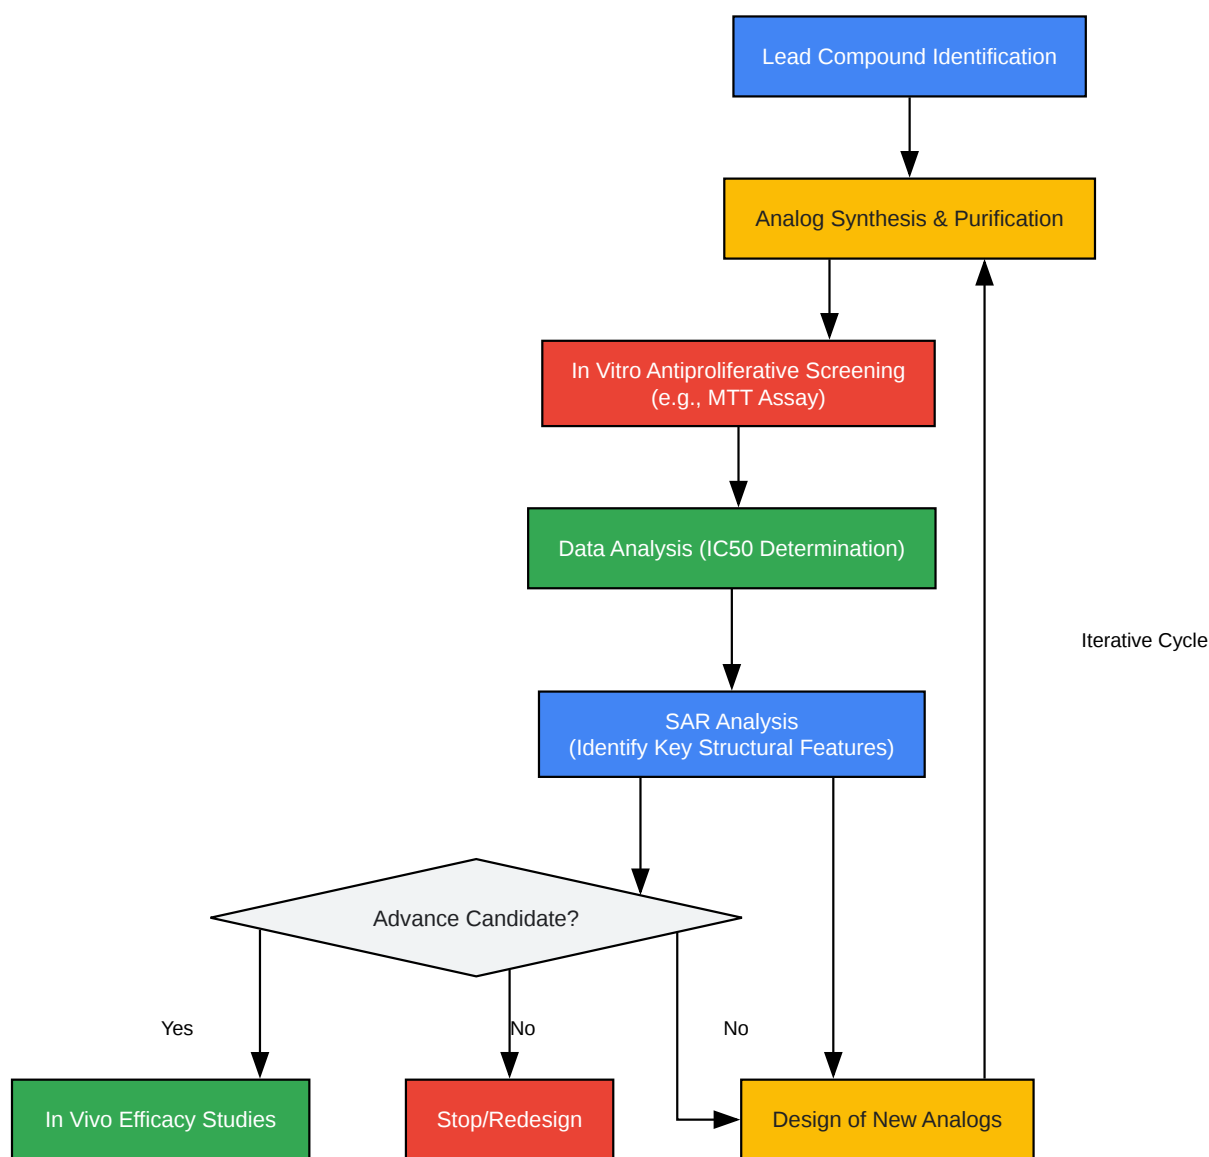 Lead Compound Identification
Analog Synthesis & Purification
In Vitro Antiproliferative Screening
(e.g., MTT Assay)
Data Analysis (IC50 Determination)
Iterative Cycle
SAR Analysis
(Identify Key Structural Features)
Advance Candidate?
Yes
No
No
In Vivo Efficacy Studies
Stop/Redesign
Design of New Analogs